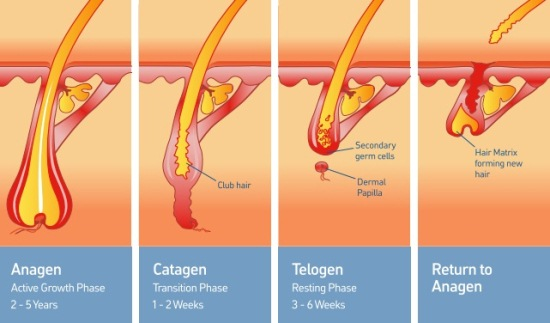 Club hair
Secondary
germ cells
Dermal
Papilla
Hair Matrix
forming new
hair
Anagen
Active Growth Phase
2 - 5 Years
Catagen
Transition Phase
1 - 2 Weeks
Telogen
Resting Phase
3 - 6 Weeks
Return to
Anagen